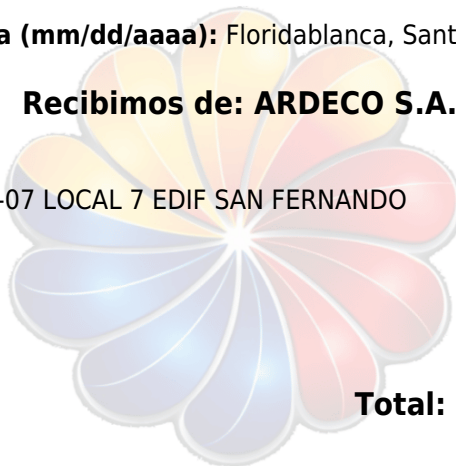 a (mm/dd/aaaa): Floridablanca, Sant
Recibimos de: ARDECO S.A.
-07 LOCAL 7 EDIF SAN FERNANDO
Total: